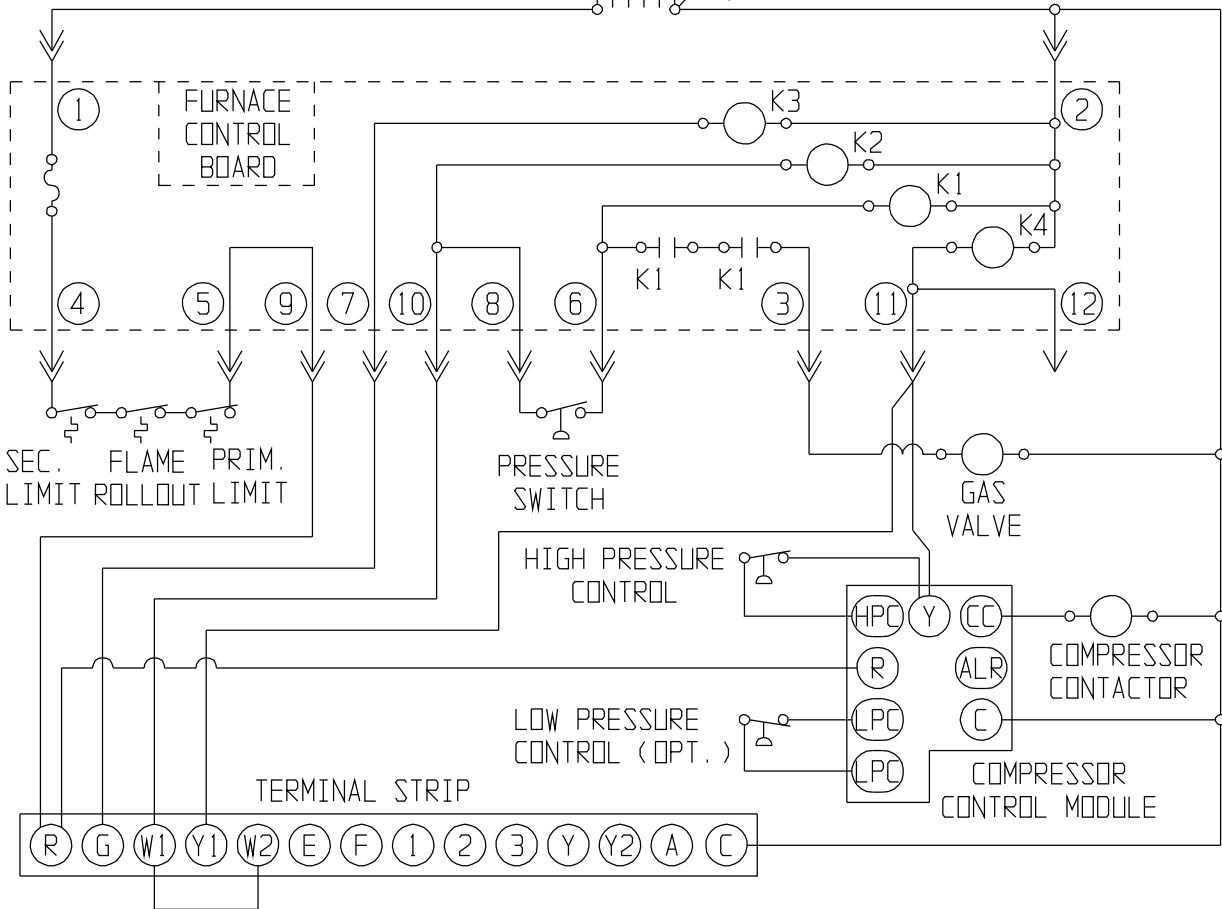 1
FURNACE
CONTROL
BOARD
K3
2
K2
K1
K4
K1
K1
4
5
9
7
10
8
6
3
11
12
SEC.
LIMIT
FLAME
ROLLOUT
PRIM.
LIMIT
PRESSURE
SWITCH
GAS
VALVE
HIGH PRESSURE
CONTROL
HPC
Y
CC
R
ALR
LPC
C
LPC
COMPRESSOR
CONTACTOR
LOW PRESSURE
CONTROL (OPT.)
COMPRESSOR
CONTROL MODULE
TERMINAL STRIP
R G W1 Y1 W2 E F 1 2 3 Y Y2 A C